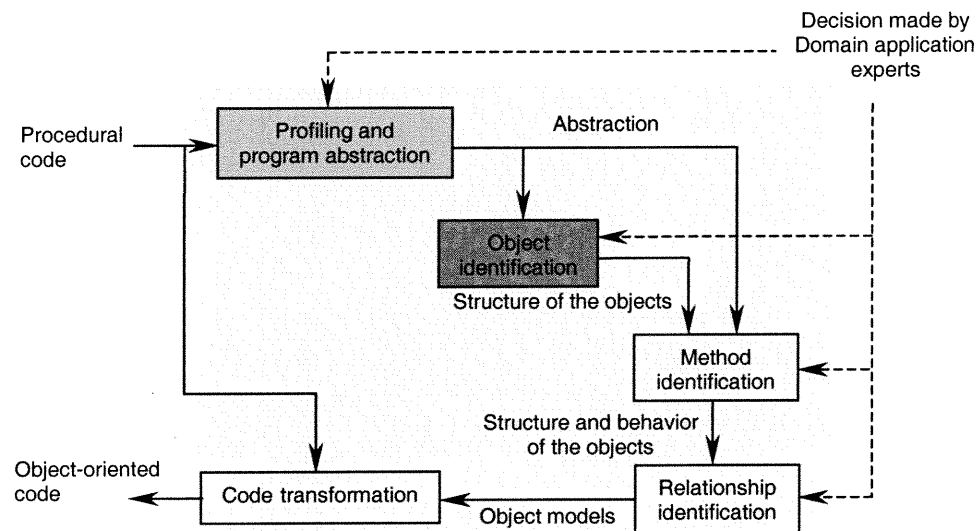 Decision made by
Domain application
experts
Procedural
code
Profiling and
program abstraction
Abstraction
Object
identification
Structure of the objects
Method
identification
Structure and behavior
of the objects
Object-oriented
code
Code transformation
Object models
Relationship
identification